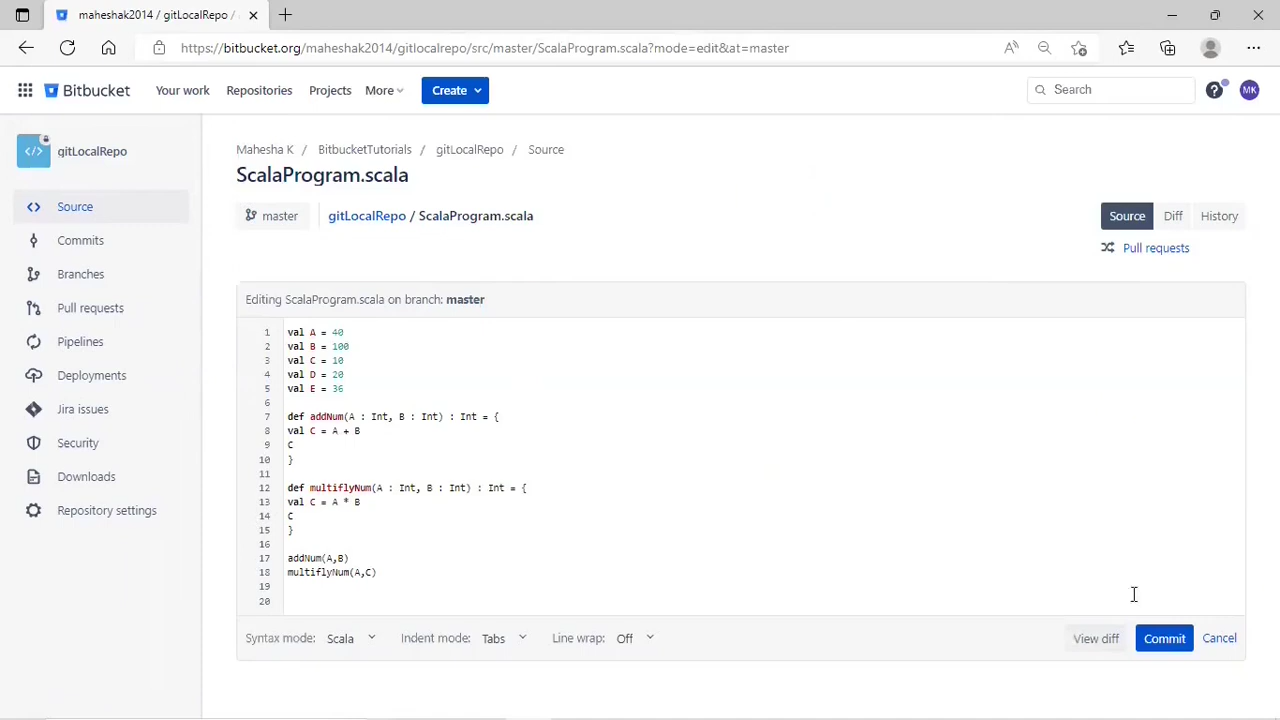 maheshak2014 / gitLocalRepo /
https://bitbucket.org/maheshak2014/gitlocalrepo/src/master/ScalaProgram.scala?mode=edit&at=master
Bitbucket
Your work
Repositories
Projects
More
Create
Search
MK
gitLocalRepo
Source
Commits
Branches
Pull requests
Pipelines
Deployments
Jira issues
Security
Downloads
Repository settings
Mahesha K / BitbucketTutorials / gitLocalRepo / Source
ScalaProgram.scala
master
gitLocalRepo / ScalaProgram.scala
Source
Diff
History
Pull requests
Editing ScalaProgram.scala on branch: master
1 val A = 40
2 val B = 100
3 val C = 10
4 val D = 20
5 val E = 36
6
7 def addNum(A : Int, B : Int) : Int = {
8 val C = A + B
9 C
10 }
11
12 def multiflyNum(A : Int, B : Int) : Int = {
13 val C = A * B
14 C
15 }
16
17 addNum(A,B)
18 multiflyNum(A,C)
19
20
Syntax mode: Scala
Indent mode: Tabs
Line wrap: Off
View diff
Commit
Cancel